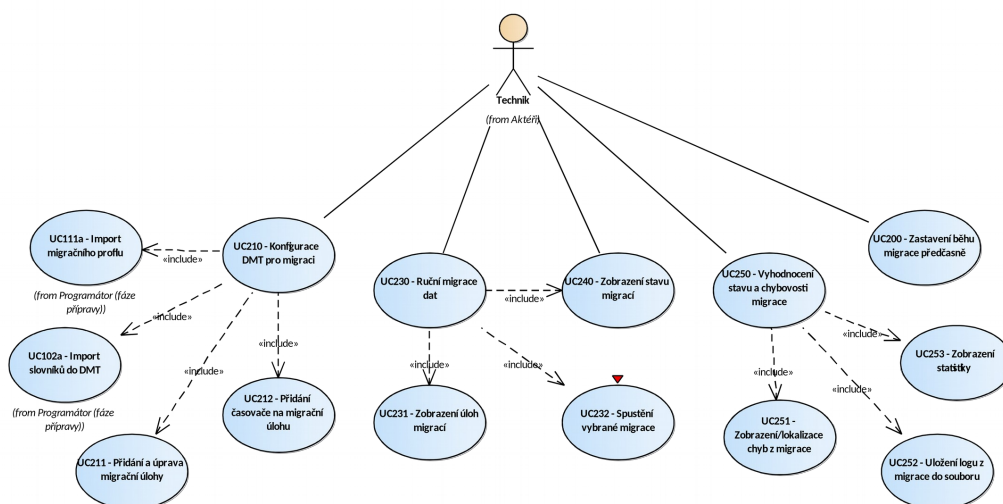 Technik
(from Aktéři)
UC111a - Import
migračního proflu
(from Programátor (fáze
přípravy))
UC210 - Konfigurace
DMT pro migraci
«include»
«include»
«include»
«include»
UC102a - Import
slovníků do DMT
(from Programátor (fáze
přípravy))
UC211 - Přidání a úprava
migrační úlohy
UC212 - Přidání
časovače na migrační
úlohu
UC230 - Ruční migrace
dat
«include»
UC240 - Zobrazení stavu
migrací
«include»
«include»
UC231 - Zobrazení úloh
migrací
UC232 - Spustění
vybrané migrace
UC250 - Vyhodnocení
stavu a chybovosti
migrace
UC200 - Zastavení běhu
migrace předčasně
«include»
«include»
«include»
UC253 - Zobrazení
statistiky
UC251 -
Zobrazení/lokalizace
chyb z migrace
UC252 - Uložení logu z
migrace do souboru